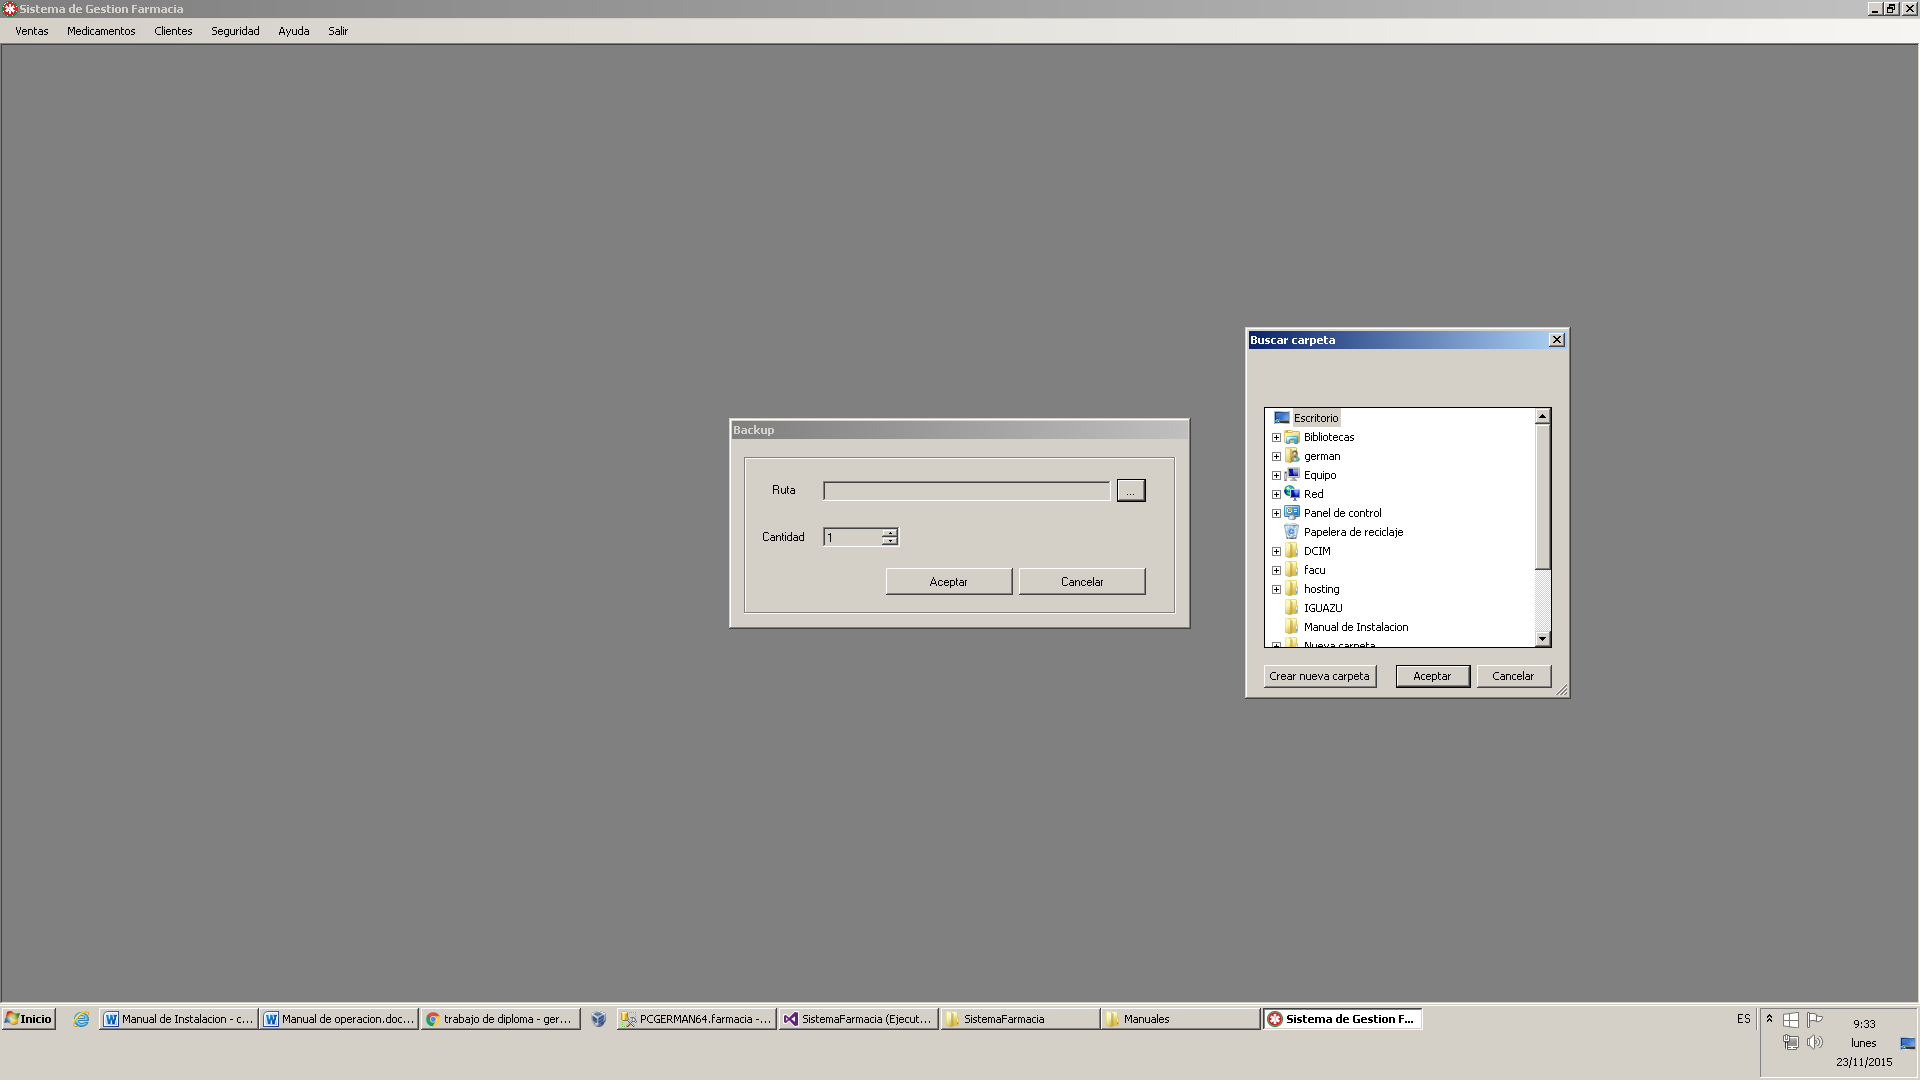 Sistema de Gestion Farmacia
Ventas Medicamentos Clientes Seguridad Ayuda Salir
Buscar carpeta
Escritorio
Bibliotecas
german
Equipo
Red
Panel de control
Papelera de reciclaje
DCIM
facu
hosting
IGUAZU
Manual de Instalacion
Nueva carpeta
Crear nueva carpeta Aceptar Cancelar
Backup
Ruta ...
Cantidad 1
Aceptar Cancelar
Inicio Manual de Instalacion - c... Manual de operacion.doc... trabajo de diploma - ger... PCGERMAN64.farmacia -... SistemaFarmacia (Ejecut... SistemaFarmacia Manuales Sistema de Gestion F... ES
9:33
lunes
23/11/2015